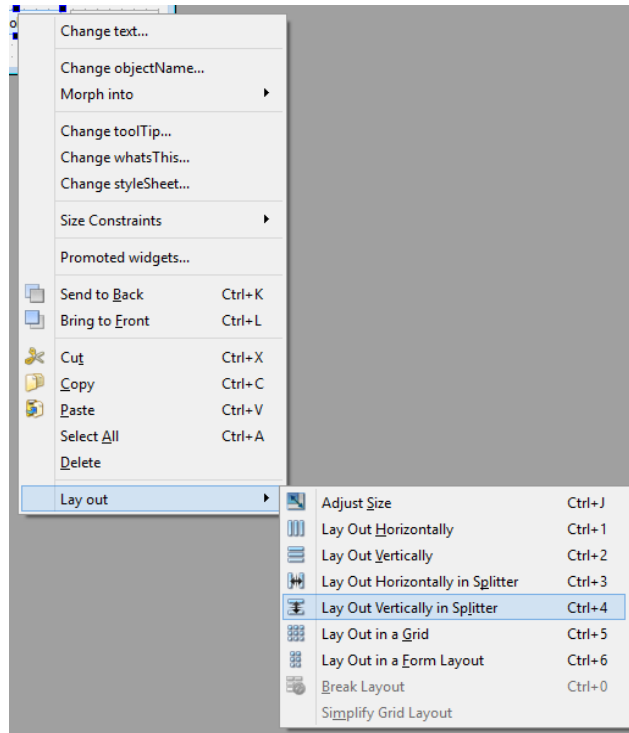 Change text...
Change objectName...
Morph into
Change toolTip...
Change whatsThis...
Change styleSheet...
Size Constraints
Promoted widgets...
Send to Back Ctrl+K
Bring to Front Ctrl+L
Cut Ctrl+X
Copy Ctrl+C
Paste Ctrl+V
Select All Ctrl+A
Delete
Lay out
Adjust Size Ctrl+J
Lay Out Horizontally Ctrl+1
Lay Out Vertically Ctrl+2
Lay Out Horizontally in Splitter Ctrl+3
Lay Out Vertically in Splitter Ctrl+4
Lay Out in a Grid Ctrl+5
Lay Out in a Form Layout Ctrl+6
Break Layout Ctrl+0
Simplify Grid Layout